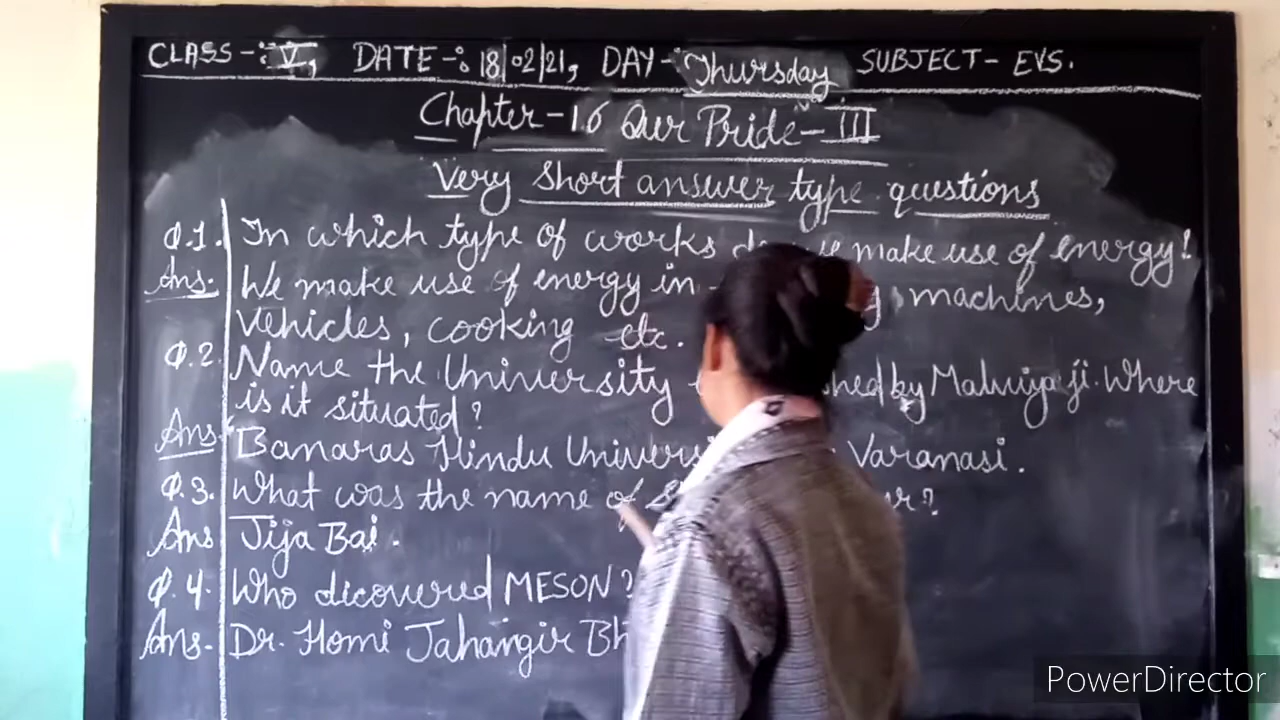 CLASS-: V, DATE-: 18/02/21, DAY-: Thursday SUBJECT- EVS.
Chapter-16 Our Pride-III
Very short answer type questions
Q.1. In which type of works do we make use of energy?
Ans. We make use of energy in machines,
vehicles, cooking etc.
Q.2. Name the University by Malviya ji. Where
is it situated?
Ans. Banaras Hindu Varanasi.
Q.3. What was the name of
Ans Jija Bai.
Q.4. Who dicovered MESON?
Ans. Dr. Homi Jahangir
PowerDirector